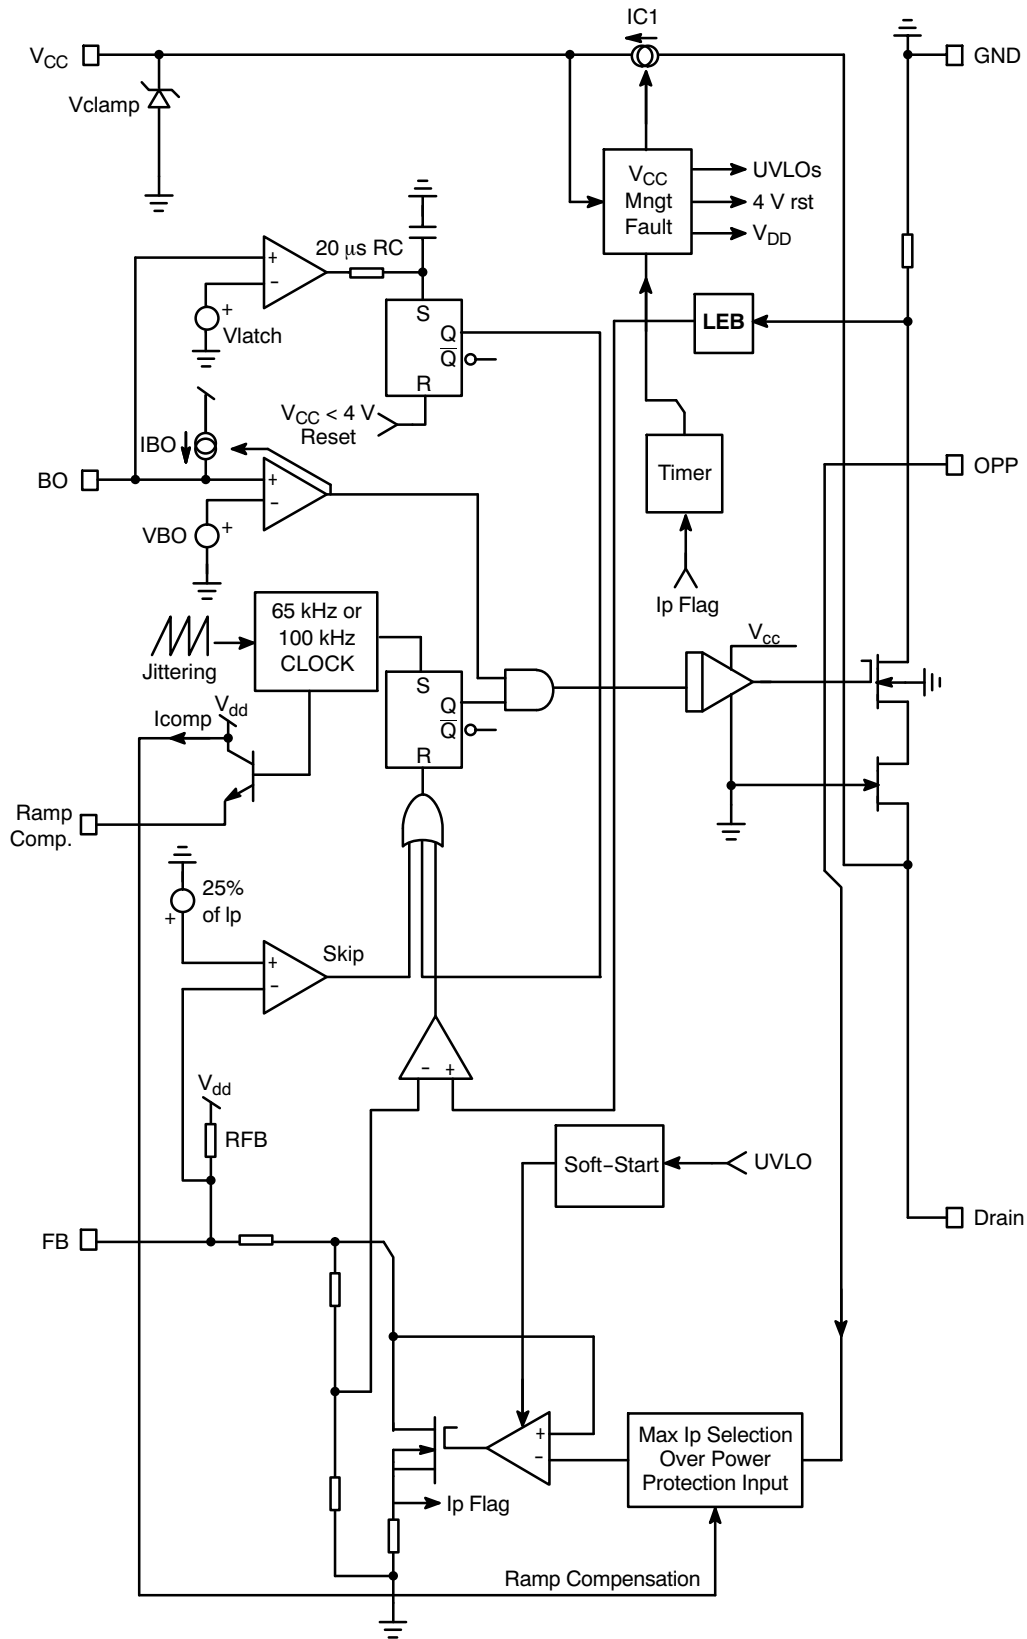 IC1
VCC
GND
Vclamp
VCC
Mngt
Fault
UVLOs
4 V rst
VDD
20 μs RC
+
−
+
Vlatch
S
Q
Q
R
LEB
VCC < 4 V
Reset
IBO
BO
+
−
VBO
+
Timer
OPP
Ip Flag
65 kHz or
100 kHz
CLOCK
Jittering
Vcc
S
Q
Q
R
Icomp
Vdd
Ramp
Comp.
25%
of Ip
+
Skip
+
−
− +
Vdd
RFB
Soft−Start
UVLO
FB
Drain
+
−
Max Ip Selection
Over Power
Protection Input
Ip Flag
Ramp Compensation